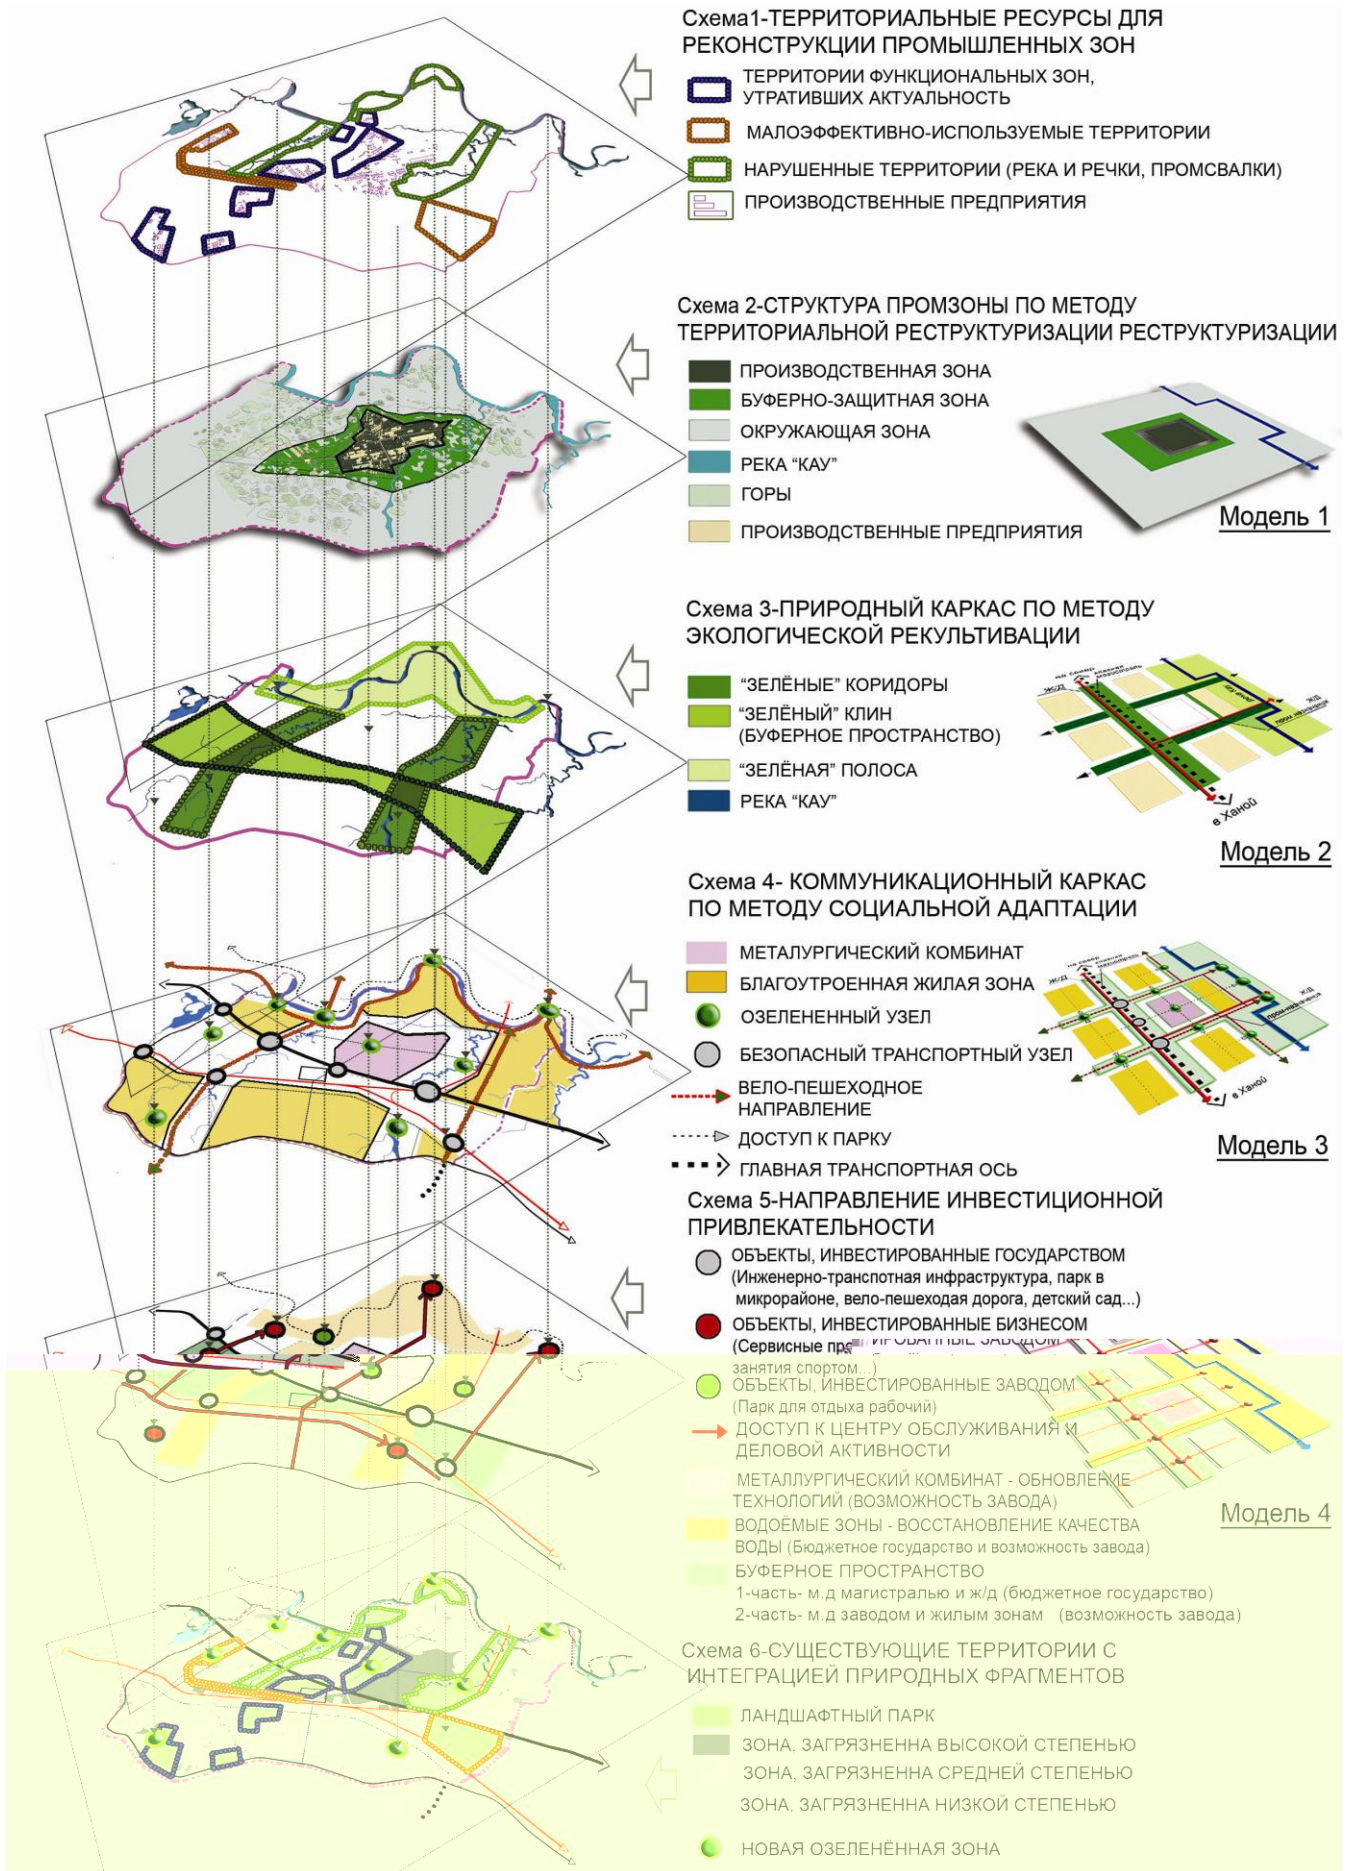 Схема1-ТЕРРИТОРИАЛЬНЫЕ РЕСУРСЫ ДЛЯ
РЕКОНСТРУКЦИИ ПРОМЫШЛЕННЫХ ЗОН
ТЕРРИТОРИИ ФУНКЦИОНАЛЬНЫХ ЗОН,
УТРАТИВШИХ АКТУАЛЬНОСТЬ
МАЛОЭФФЕКТИВНО-ИСПОЛЬЗУЕМЫЕ ТЕРРИТОРИИ
НАРУШЕННЫЕ ТЕРРИТОРИИ (РЕКА И РЕЧКИ, ПРОМСВАЛКИ)
ПРОИЗВОДСТВЕННЫЕ ПРЕДПРИЯТИЯ
Схема 2-СТРУКТУРА ПРОМЗОНЫ ПО МЕТОДУ
ТЕРРИТОРИАЛЬНОЙ РЕСТРУКТУРИЗАЦИИ РЕСТРУКТУРИЗАЦИИ
ПРОИЗВОДСТВЕННАЯ ЗОНА
БУФЕРНО-ЗАЩИТНАЯ ЗОНА
ОКРУЖАЮЩАЯ ЗОНА
РЕКА "КАУ"
ГОРЫ
ПРОИЗВОДСТВЕННЫЕ ПРЕДПРИЯТИЯ
Модель 1
Схема 3-ПРИРОДНЫЙ КАРКАС ПО МЕТОДУ
ЭКОЛОГИЧЕСКОЙ РЕКУЛЬТИВАЦИИ
"ЗЕЛЁНЫЕ" КОРИДОРЫ
"ЗЕЛЁНЫЙ" КЛИН
(БУФЕРНОЕ ПРОСТРАНСТВО)
"ЗЕЛЁНАЯ" ПОЛОСА
РЕКА "КАУ"
Ж/Д
Ж/Д
в Ханой
Модель 2
Схема 4- КОММУНИКАЦИОННЫЙ КАРКАС
ПО МЕТОДУ СОЦИАЛЬНОЙ АДАПТАЦИИ
МЕТАЛУРГИЧЕСКИЙ КОМБИНАТ
БЛАГОУТРОЕННАЯ ЖИЛАЯ ЗОНА
ОЗЕЛЕНЕННЫЙ УЗЕЛ
БЕЗОПАСНЫЙ ТРАНСПОРТНЫЙ УЗЕЛ
ВЕЛО-ПЕШЕХОДНОЕ
НАПРАВЛЕНИЕ
ДОСТУП К ПАРКУ
ГЛАВНАЯ ТРАНСПОРТНАЯ ОСЬ
Ж/Д
Ж/Д
в Ханой
Модель 3
Схема 5-НАПРАВЛЕНИЕ ИНВЕСТИЦИОННОЙ
ПРИВЛЕКАТЕЛЬНОСТИ
ОБЪЕКТЫ, ИНВЕСТИРОВАННЫЕ ГОСУДАРСТВОМ
(Инженерно-транспотная инфраструктура, парк в
микрорайоне, вело-пешеходая дорога, детский сад...)
ОБЪЕКТЫ, ИНВЕСТИРОВАННЫЕ БИЗНЕСОМ
(Сервисные
занятия спортом...)
ОБЪЕКТЫ, ИНВЕСТИРОВАННЫЕ ЗАВОДОМ
(Парк для отдыха рабочий)
ДОСТУП К ЦЕНТРУ ОБСЛУЖИВАНИЯ И
ДЕЛОВОЙ АКТИВНОСТИ
МЕТАЛЛУРГИЧЕСКИЙ КОМБИНАТ - ОБНОВЛЕНИЕ
ТЕХНОЛОГИЙ (ВОЗМОЖНОСТЬ ЗАВОДА)
ВОДОЁМЫЕ ЗОНЫ - ВОССТАНОВЛЕНИЕ КАЧЕСТВА
ВОДЫ (Бюджетное государство и возможность завода)
БУФЕРНОЕ ПРОСТРАНСТВО
1-часть- м.д магистралью и ж/д (бюджетное государство)
2-часть- м.д заводом и жилым зонам (возможность завода)
Модель 4
Схема 6-СУЩЕСТВУЮЩИЕ ТЕРРИТОРИИ С
ИНТЕГРАЦИЕЙ ПРИРОДНЫХ ФРАГМЕНТОВ
ЛАНДШАФТНЫЙ ПАРК
ЗОНА, ЗАГРЯЗНЕННА ВЫСОКОЙ СТЕПЕНЬЮ
ЗОНА, ЗАГРЯЗНЕННА СРЕДНЕЙ СТЕПЕНЬЮ
ЗОНА, ЗАГРЯЗНЕННА НИЗКОЙ СТЕПЕНЬЮ
НОВАЯ ОЗЕЛЕНЁННАЯ ЗОНА